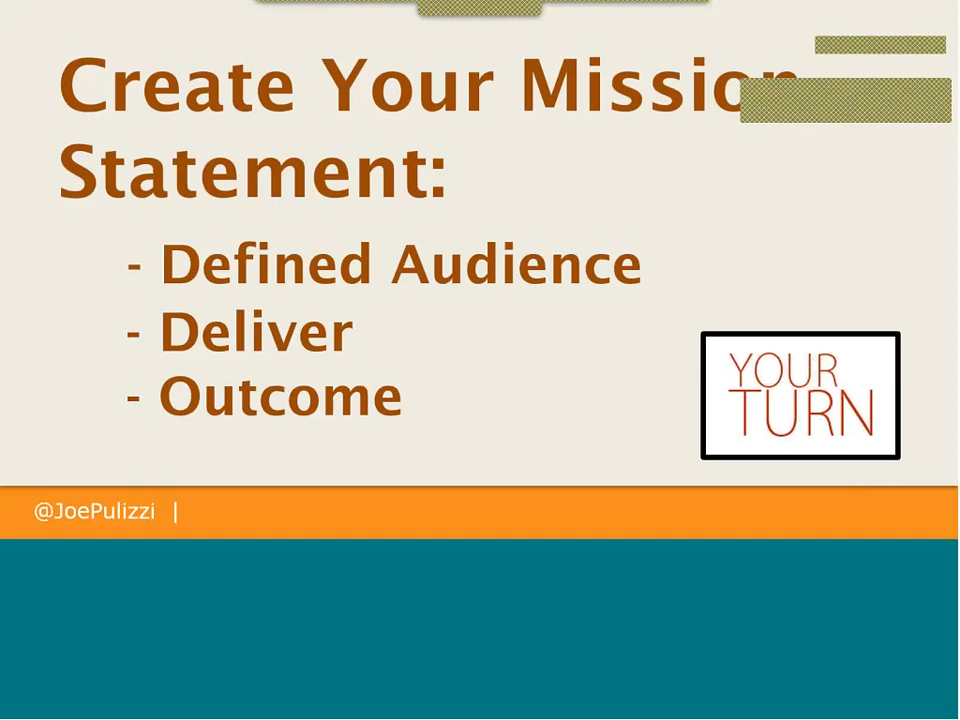 Create Your Mission
Statement:
- Defined Audience
- Deliver
- Outcome
YOUR
TURN
@JoePulizzi |